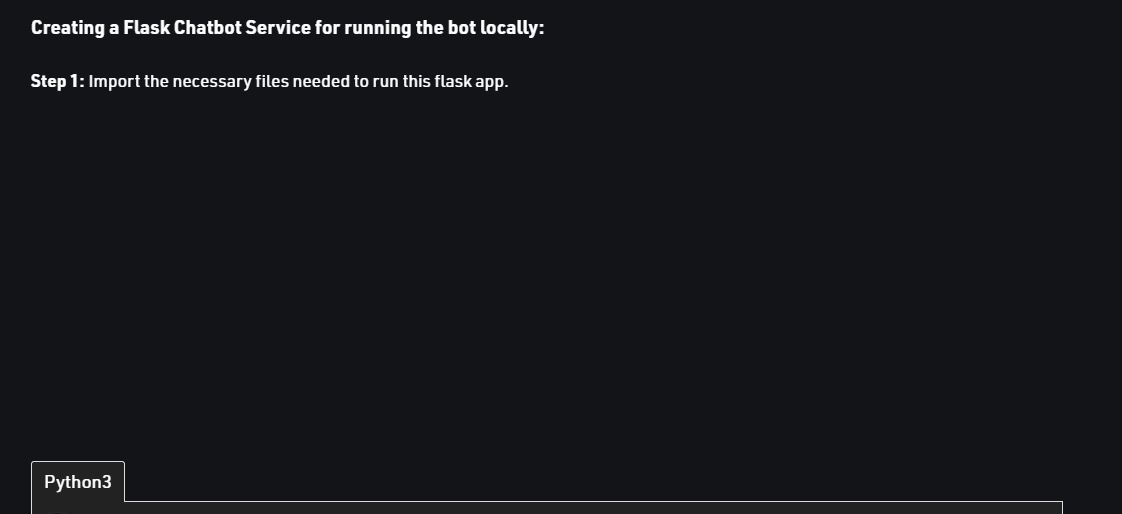 Creating a Flask Chatbot Service for running the bot locally:
Step 1: Import the necessary files needed to run this flask app.
Python3